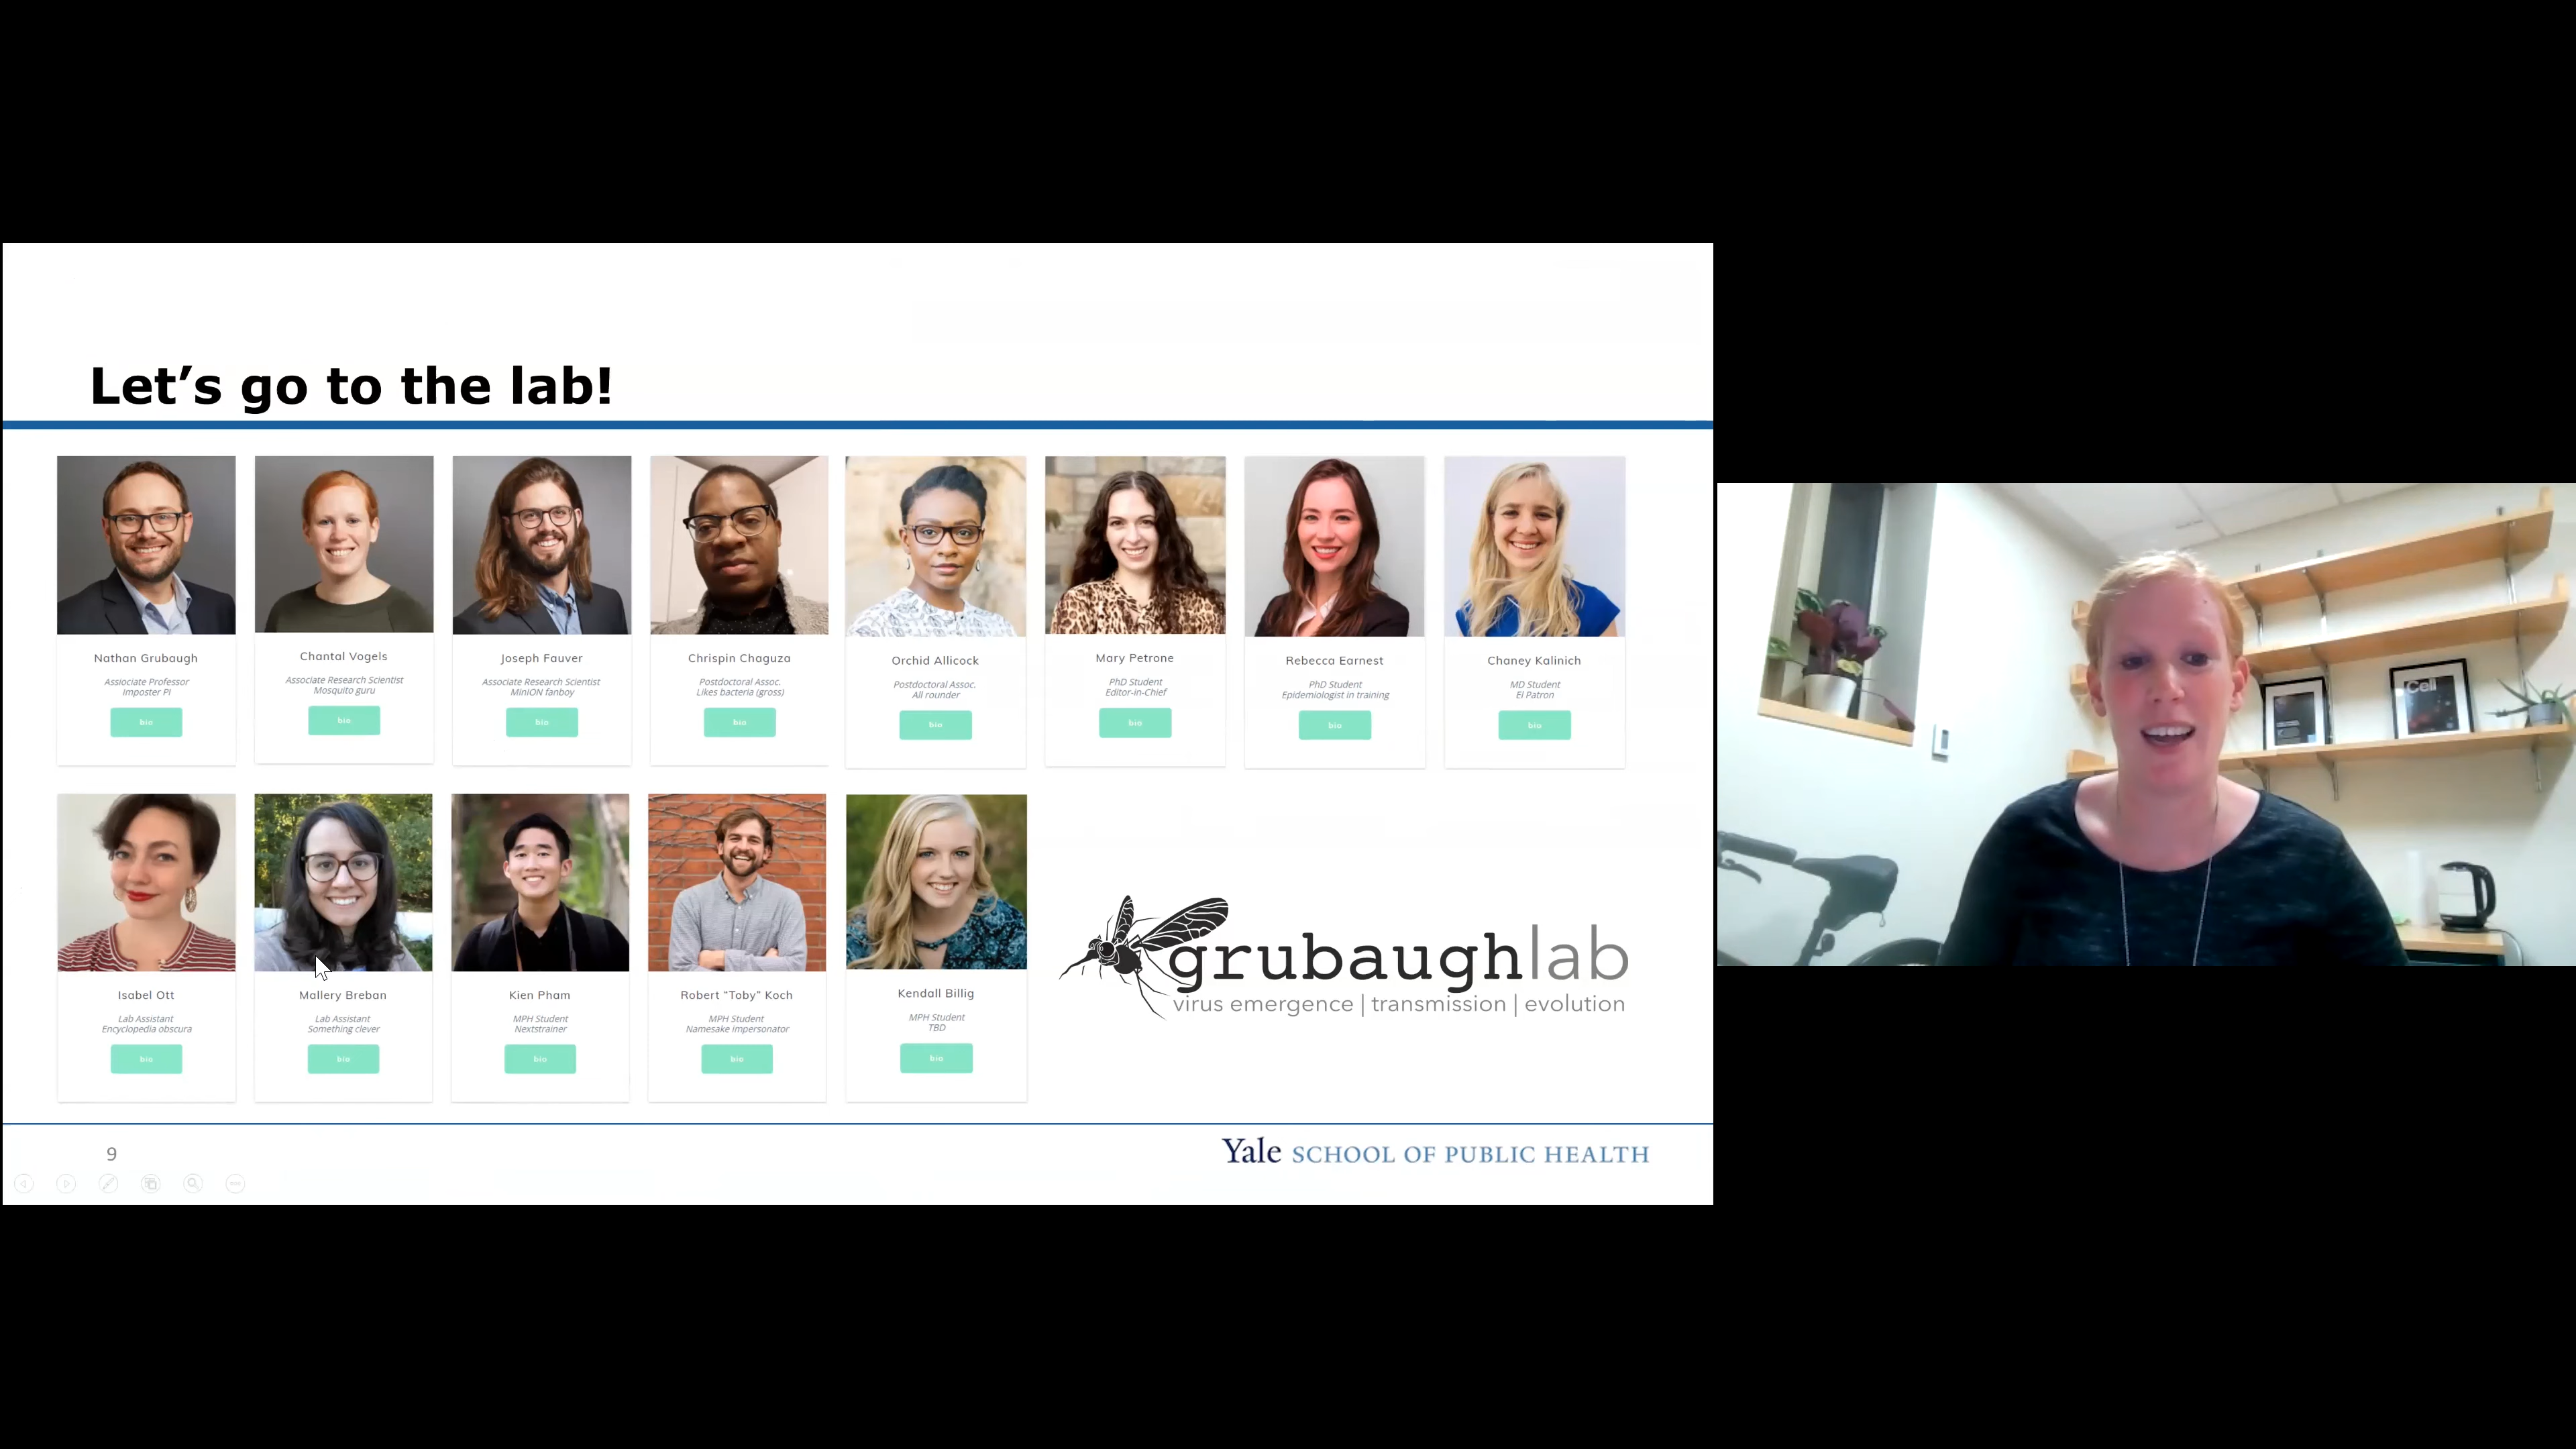 Let’s go to the lab!
Nathan Grubaugh
Assiociate Professor
Imposter PI
bio
Chantal Vogels
Associate Research Scientist
Mosquito guru
bio
Joseph Fauver
Associate Research Scientist
MinION fanboy
bio
Chrispin Chaguza
Postdoctoral Assoc.
Likes bacteria (gross)
bio
Orchid Allicock
Postdoctoral Assoc.
All rounder
bio
Mary Petrone
PhD Student
Editor-in-Chief
bio
Rebecca Earnest
PhD Student
Epidemiologist in training
bio
Chaney Kalinich
MD Student
El Patron
bio
Isabel Ott
Lab Assistant
Encyclopedia obscura
bio
Mallery Breban
Lab Assistant
Something clever
bio
Kien Pham
MPH Student
Nextstrainer
bio
Robert "Toby" Koch
MPH Student
Namesake impersonator
bio
Kendall Billig
MPH Student
TBD
bio
grubaughlab
virus emergence | transmission | evolution
9
Yale SCHOOL OF PUBLIC HEALTH
Cell